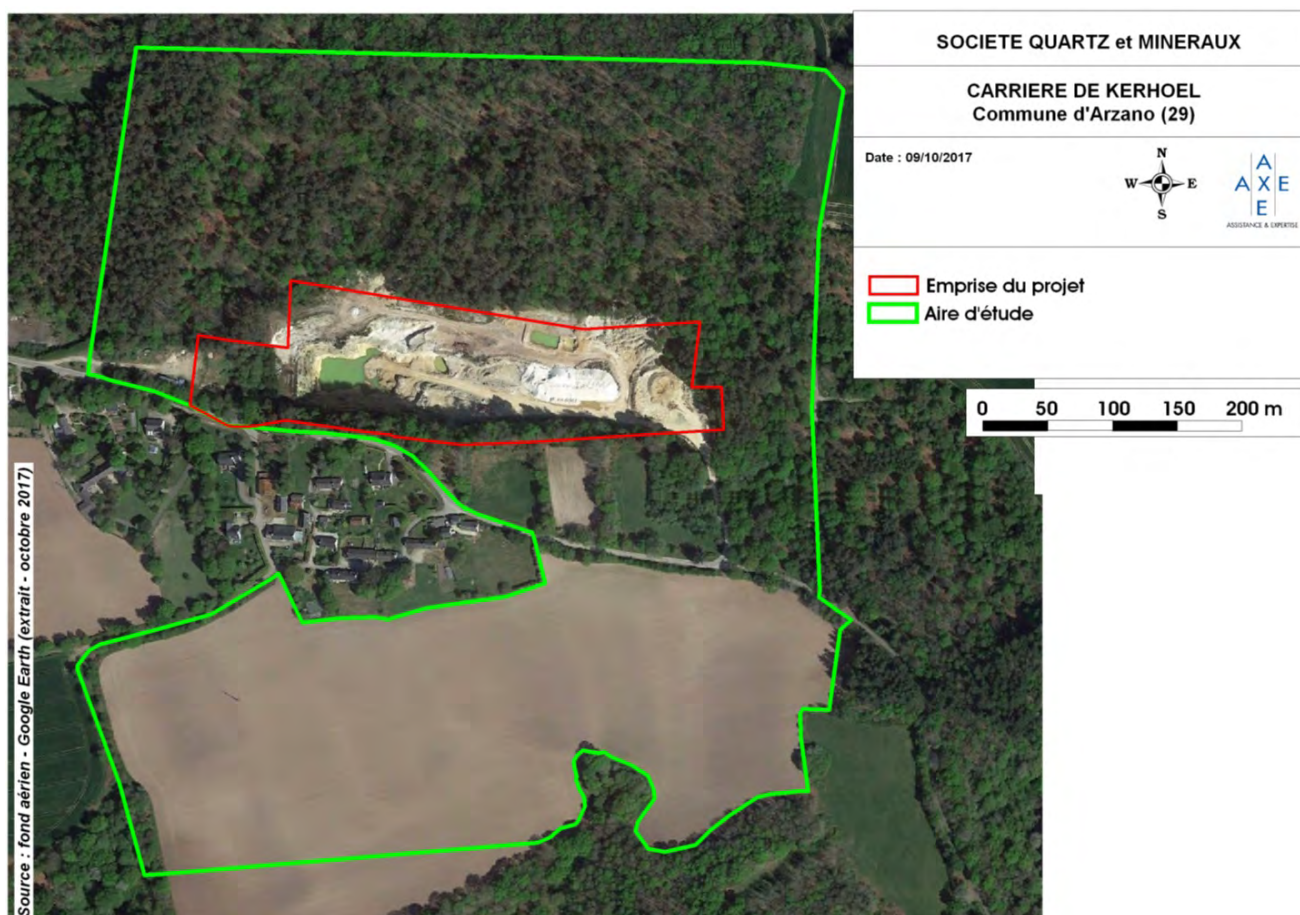 SOCIETE QUARTZ et MINERAUX
CARRIERE DE KERHOEL
Commune d'Arzano (29)
Date : 09/10/2017
N
W E
S
A
A X E
E
ASSISTANCE & EXPERTISE
Emprise du projet
Aire d'étude
0 50 100 150 200 m
Source : fond aérien - Google Earth (extrait - octobre 2017)